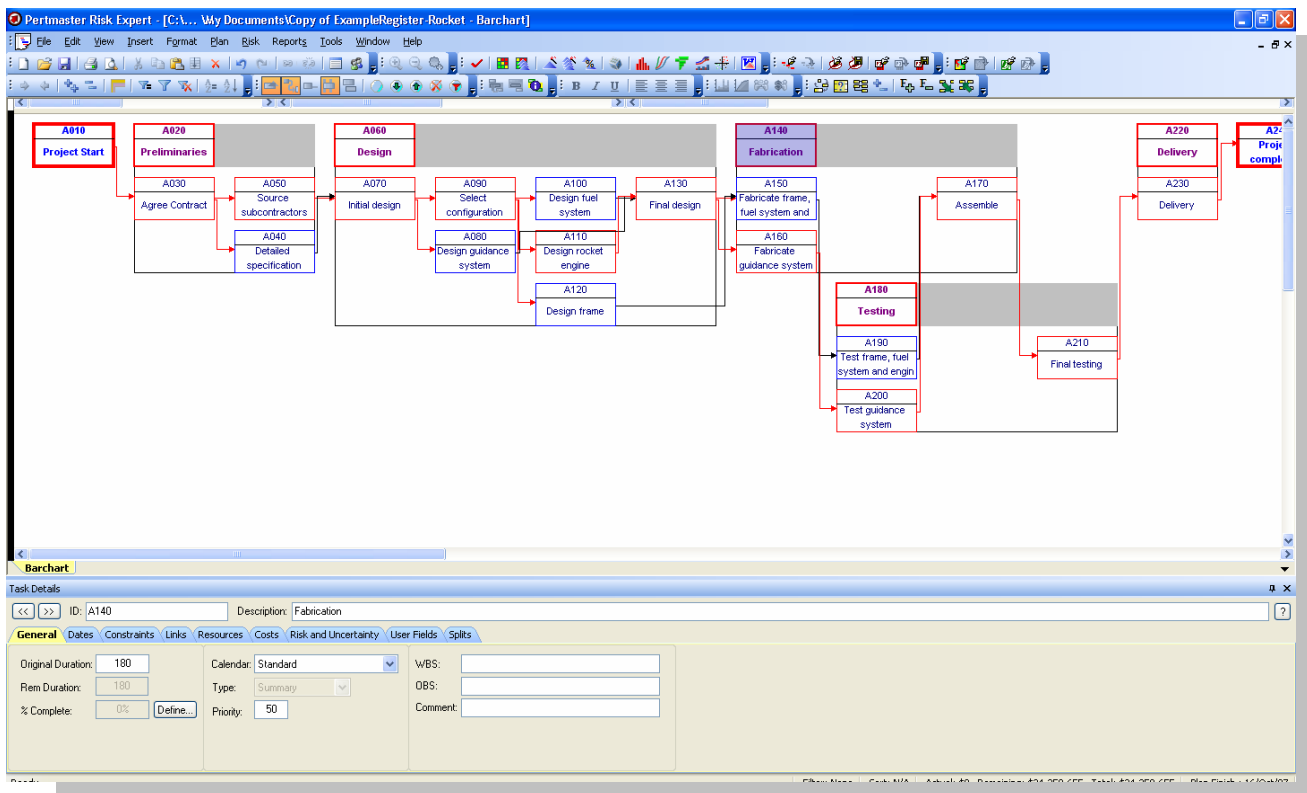 Pertmaster Risk Expert - [C:\... \My Documents\Copy of ExampleRegister-Rocket - Barchart]
File Edit View Insert Format Plan Risk Reports Tools Window Help
A010
Project Start
A020
Preliminaries
A060
Design
A140
Fabrication
A220
Delivery
A24
Proje
compl
A030
Agree Contract
A050
Source
subcontractors
A070
Initial design
A090
Select
configuration
A100
Design fuel
system
A130
Final design
A150
Fabricate frame,
fuel system and
A170
Assemble
A230
Delivery
A040
Detailed
specification
A080
Design guidance
system
A110
Design rocket
engine
A160
Fabricate
guidance system
A120
Design frame
A180
Testing
A190
Test frame, fuel
system and engin
A210
Final testing
A200
Test guidance
system
Barchart
Task Details
<< >> ID: A140 Description: Fabrication ?
General Dates Constraints Links Resources Costs Risk and Uncertainty User Fields Splits
Original Duration: 180 Calendar: Standard WBS:
Rem Duration: 180 Type: Summary OBS:
% Complete: 0% Define... Priority: 50 Comment: